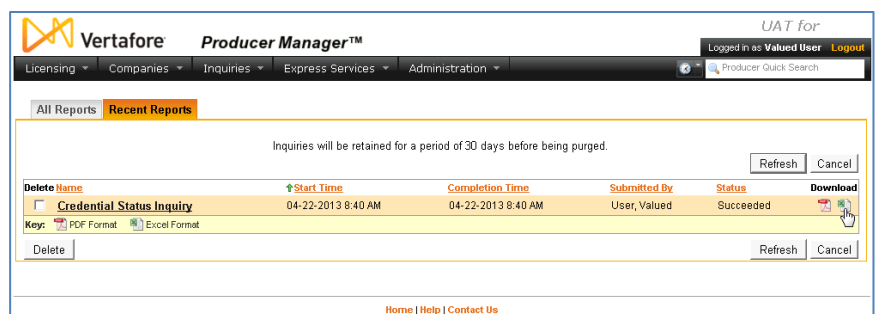 UAT for
Vertafore Producer Manager™
Logged in as Valued User Logout
Licensing Companies Inquiries Express Services Administration Producer Quick Search
All Reports Recent Reports
Inquiries will be retained for a period of 30 days before being purged.
Refresh Cancel
Delete Name Start Time Completion Time Submitted By Status Download
Credential Status Inquiry 04-22-2013 8:40 AM 04-22-2013 8:40 AM User, Valued Succeeded
Key: PDF Format Excel Format
Delete Refresh Cancel
Home | Help | Contact Us